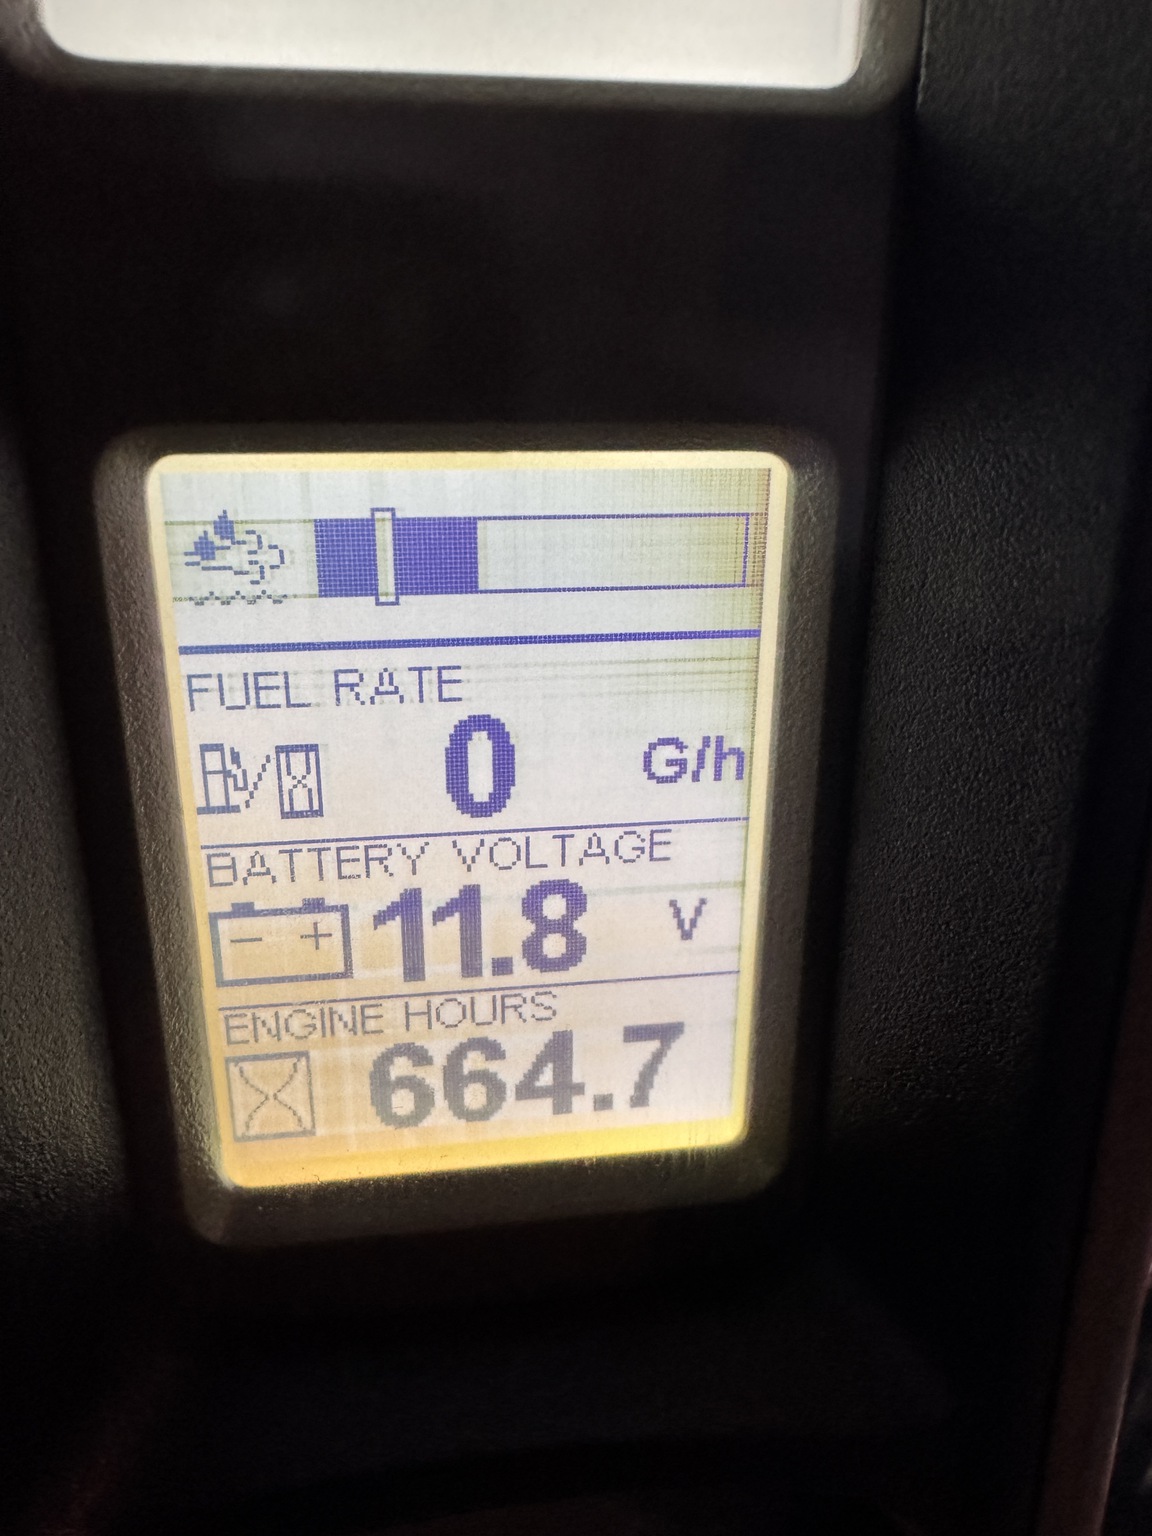 FUEL RATE
0 G/h
BATTERY VOLTAGE
- + 11.8 V
ENGINE HOURS
664.7